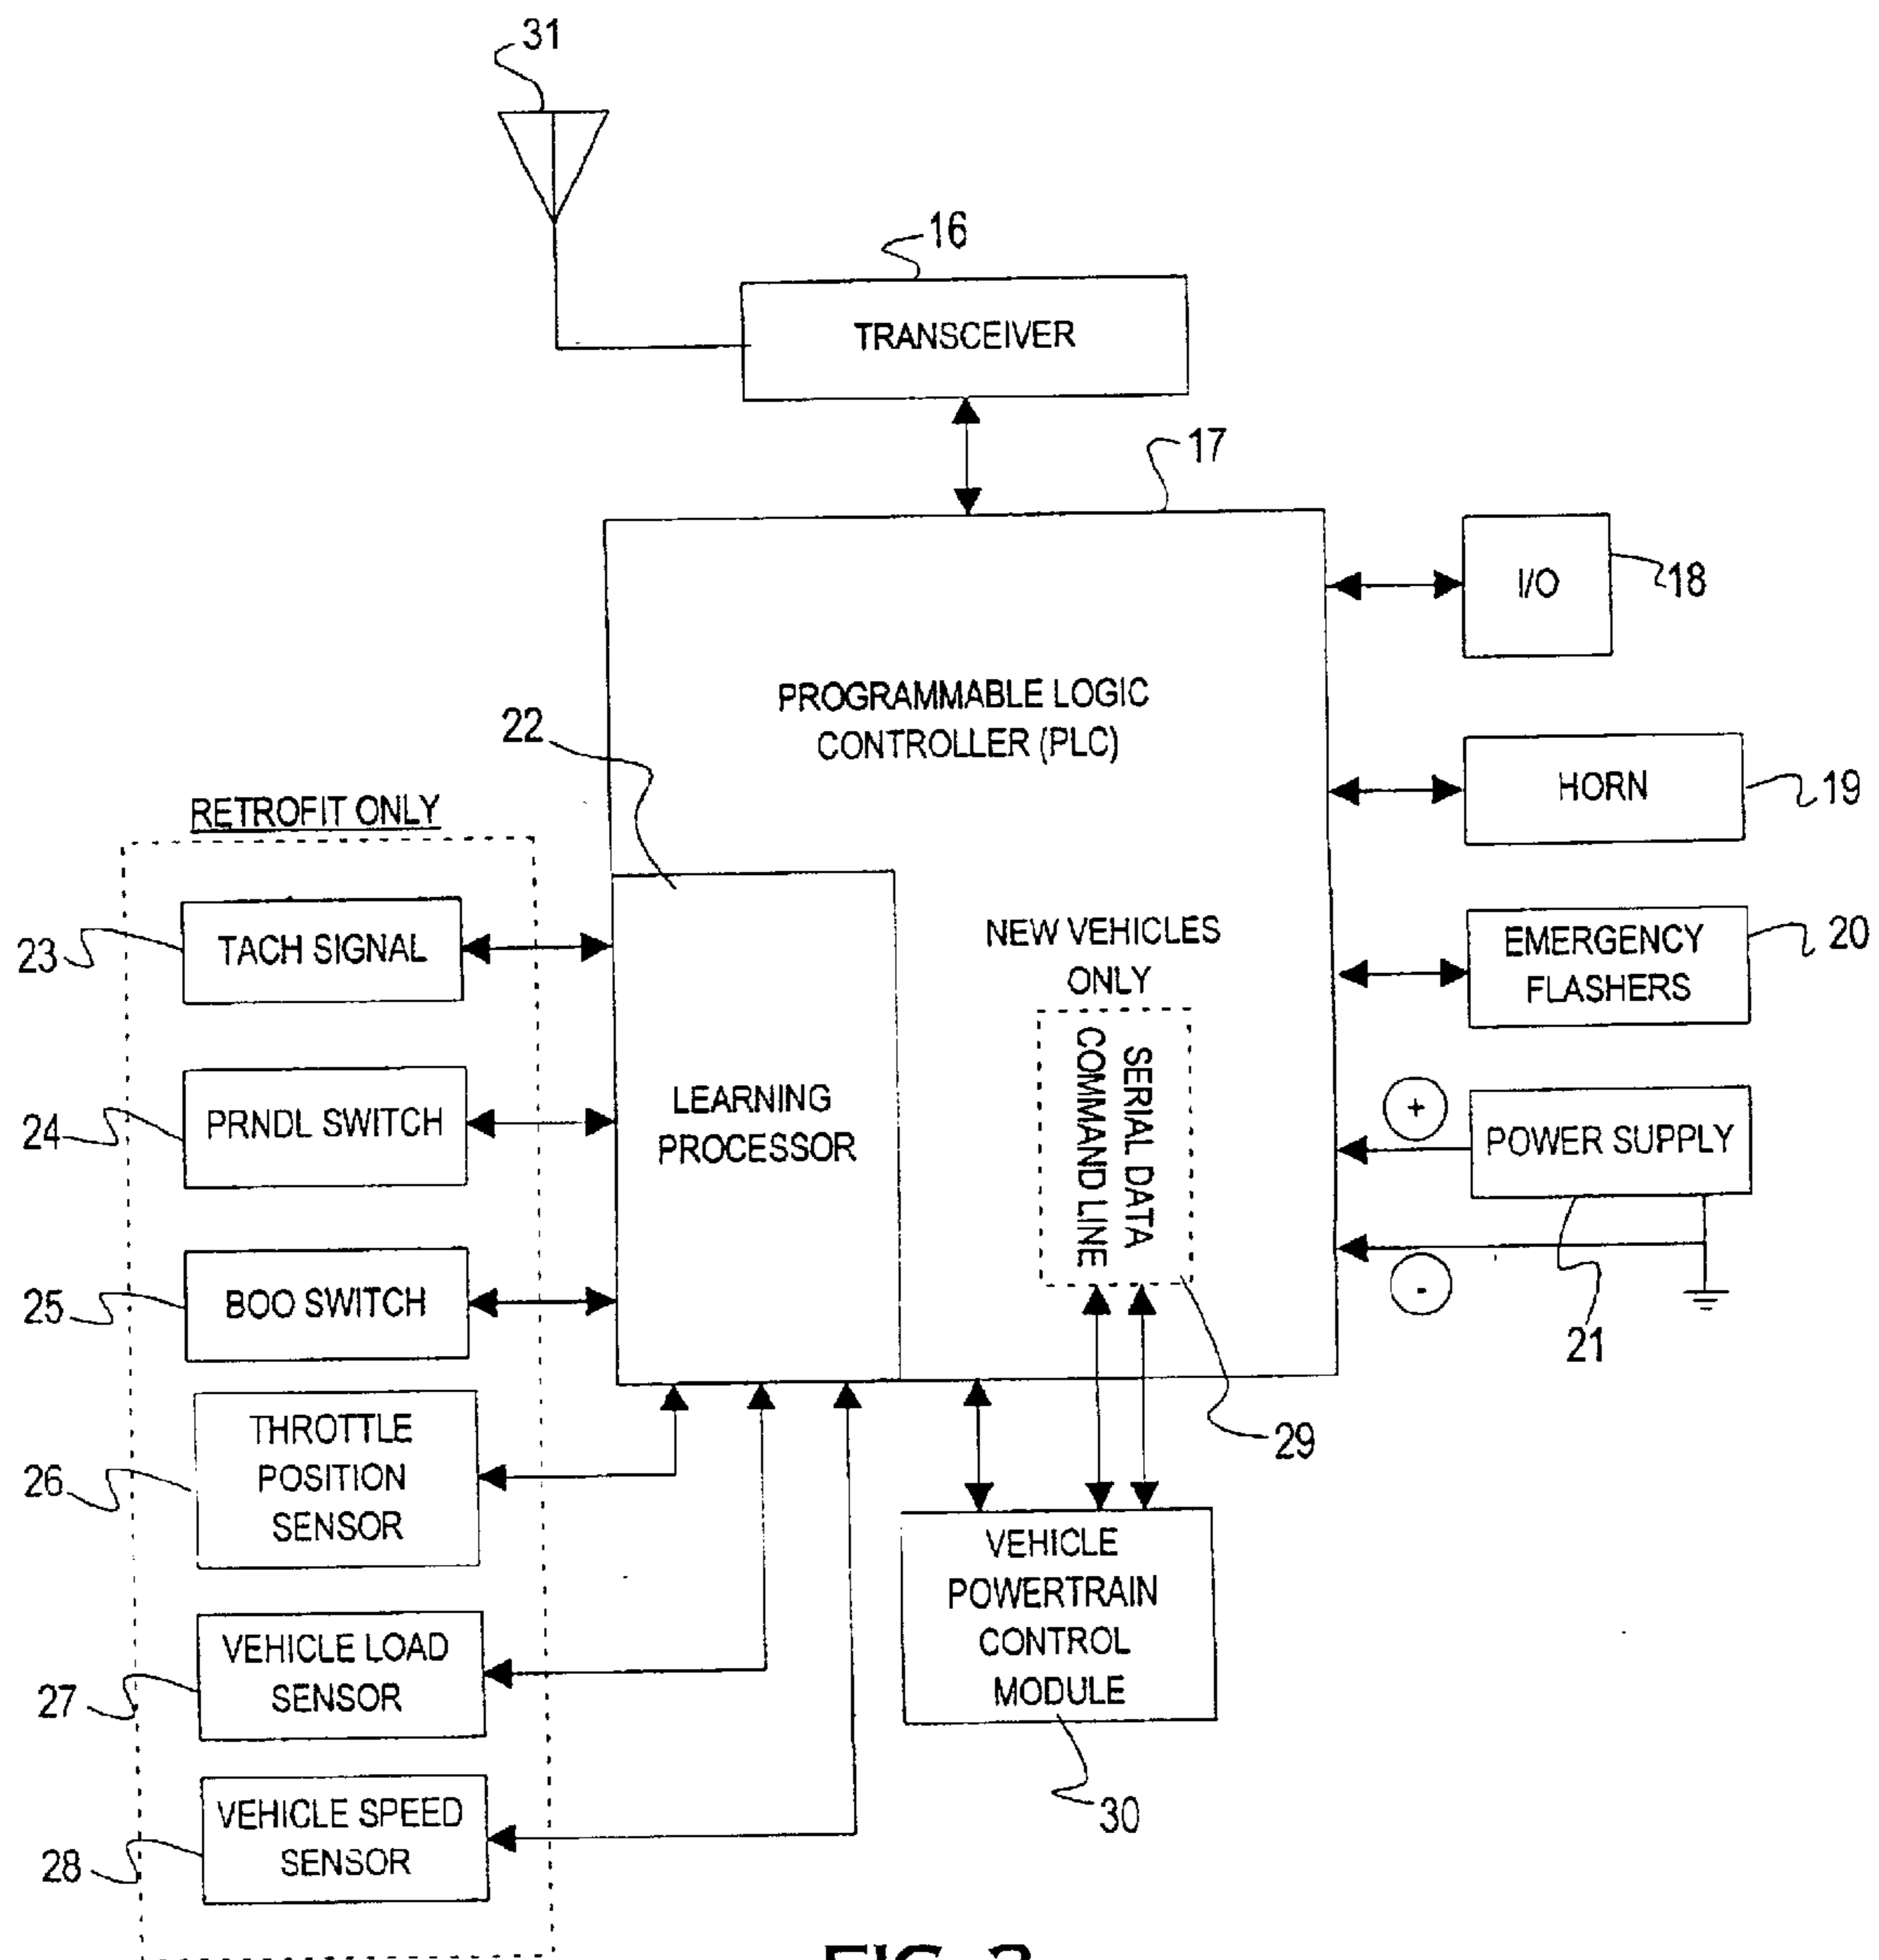 31
16
TRANSCEIVER
17
I/O
18
PROGRAMMABLE LOGIC
CONTROLLER (PLC)
22
HORN
19
RETROFIT ONLY
23
TACH SIGNAL
NEW VEHICLES
ONLY
EMERGENCY
FLASHERS
20
24
PRNDL SWITCH
LEARNING
PROCESSOR
SERIAL DATA
COMMAND LINE
+
POWER SUPPLY
-
21
25
BOO SWITCH
29
26
THROTTLE
POSITION
SENSOR
VEHICLE
POWERTRAIN
CONTROL
MODULE
30
27
VEHICLE LOAD
SENSOR
28
VEHICLE SPEED
SENSOR
FIG.